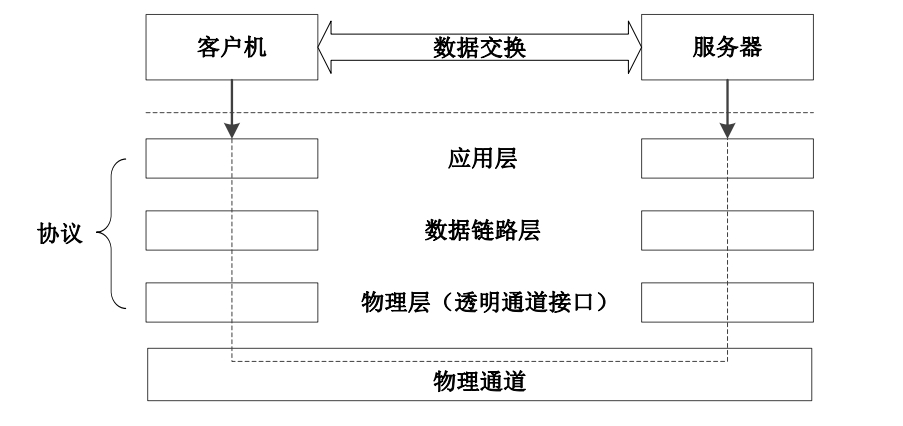 客户机
数据交换
服务器
应用层
数据链路层
协议
物理层（透明通道接口）
物理通道